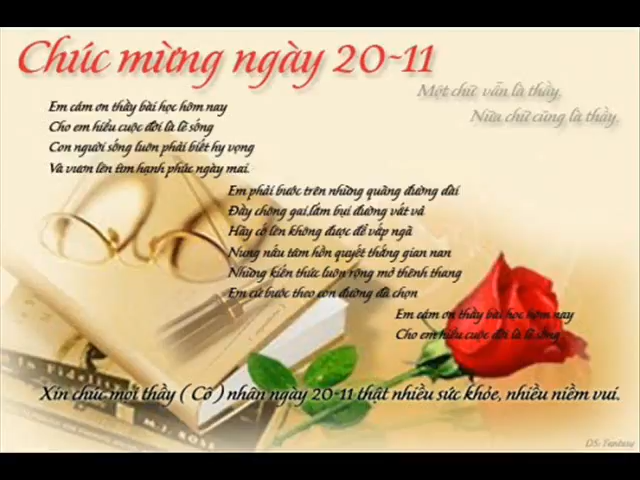 Chúc mừng ngày 20-11
Một chữ vẫn là thầy,
Nửa chữ cũng là thầy.
Em cám ơn thầy bài học hôm nay
Cho em hiểu cuộc đời là lẽ sống
Con người sống luôn phải biết hy vọng
Và vươn lên tìm hạnh phúc ngày mai.
Em phải bước trên những quãng đường dài
Đầy chông gai,lấm bụi đường vất vả
Hãy cố lên không được để vấp ngã
Nung nấu tâm hồn quyết thắng gian nan
Những kiến thức luôn rộng mở thênh thang
Em cứ bước theo con đường đã chọn
Em cám ơn thầy bài học hôm nay
Cho em hiểu cuộc đời là lẽ sống
Xin chúc mọi thầy ( Cô ) nhân ngày 20-11 thật nhiều sức khỏe, nhiều niềm vui.
M. J. ROSE
DS: Fantasy